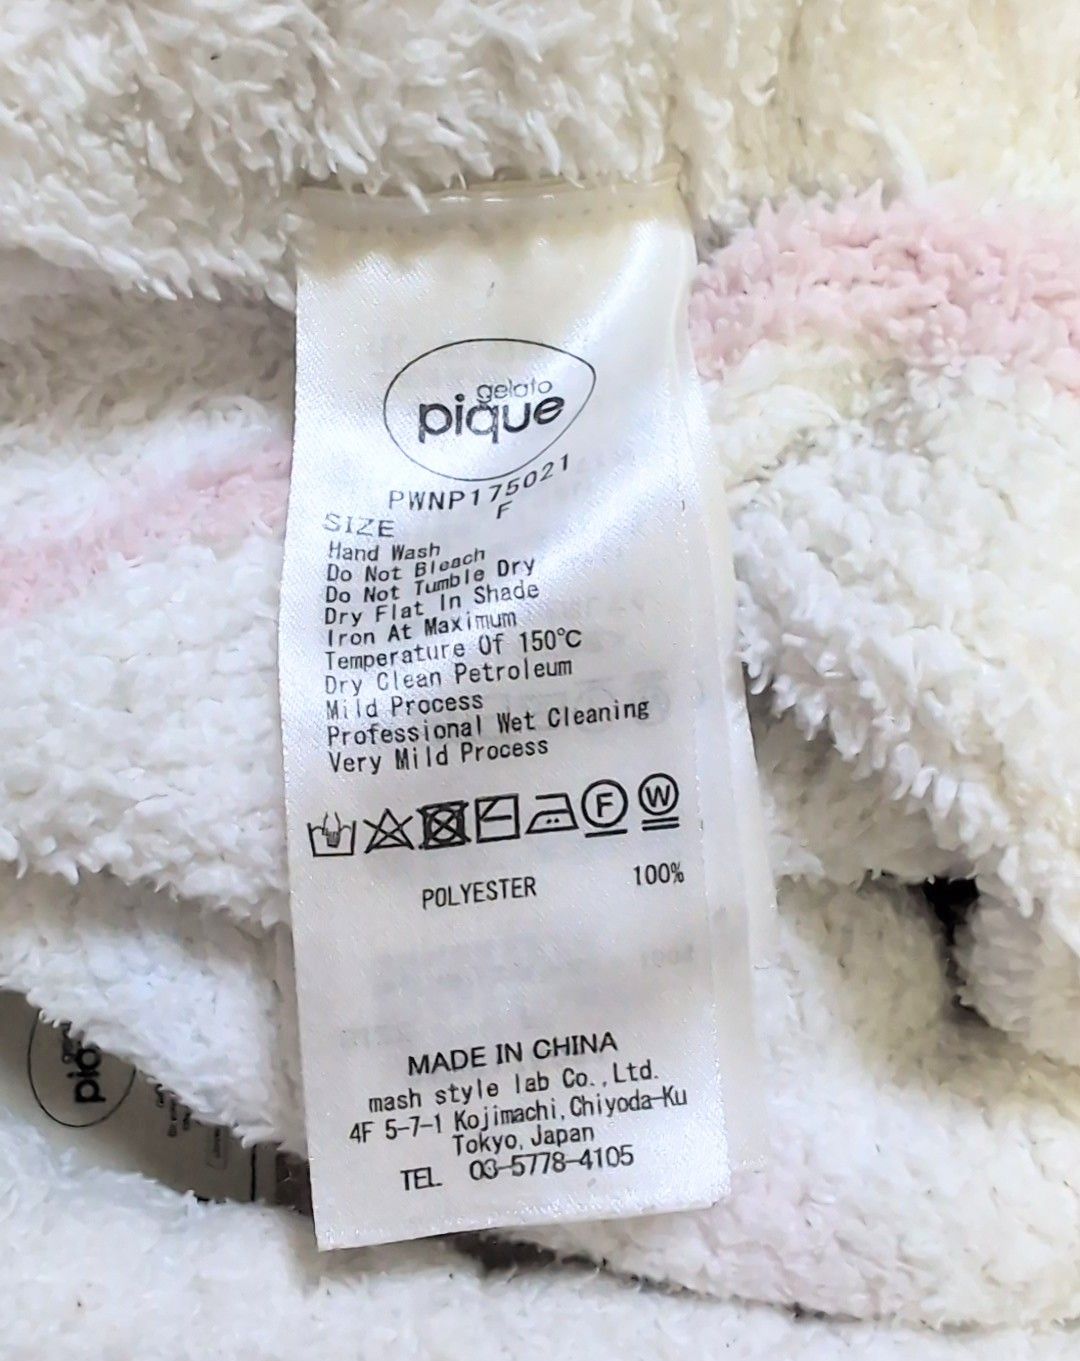 gelato
pique
PWNP175021
SIZE F
Hand Wash
Do Not Bleach
Do Not Tumble Dry
Dry Flat In Shade
Iron At Maximum
Temperature Of 150℃
Dry Clean Petroleum
Mild Process
Professional Wet Cleaning
Very Mild Process
F W
POLYESTER 100%
MADE IN CHINA
mash style lab Co.,Ltd.
4F 5-7-1 Kojimachi,Chiyoda-Ku
Tokyo,Japan
TEL 03-5778-4105